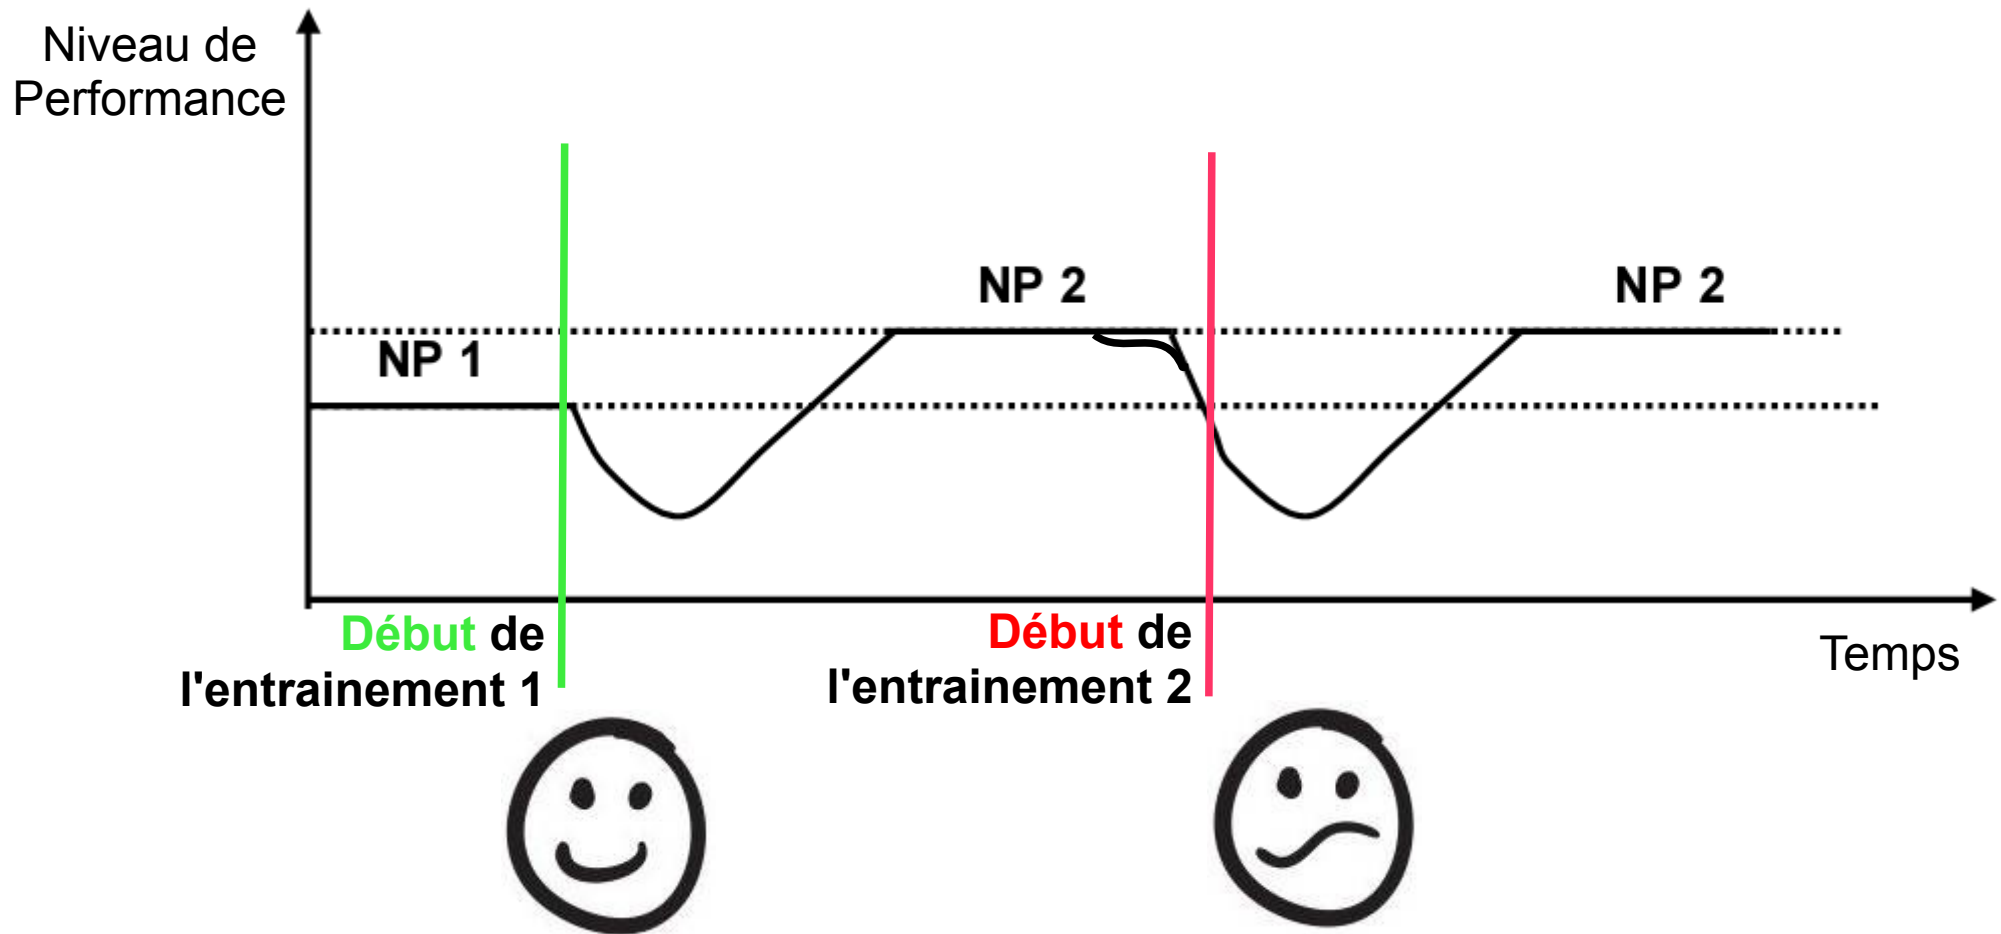 Niveau de
Performance
NP 2
NP 2
NP 1
Début de
l'entrainement 1
Début de
l'entrainement 2
Temps